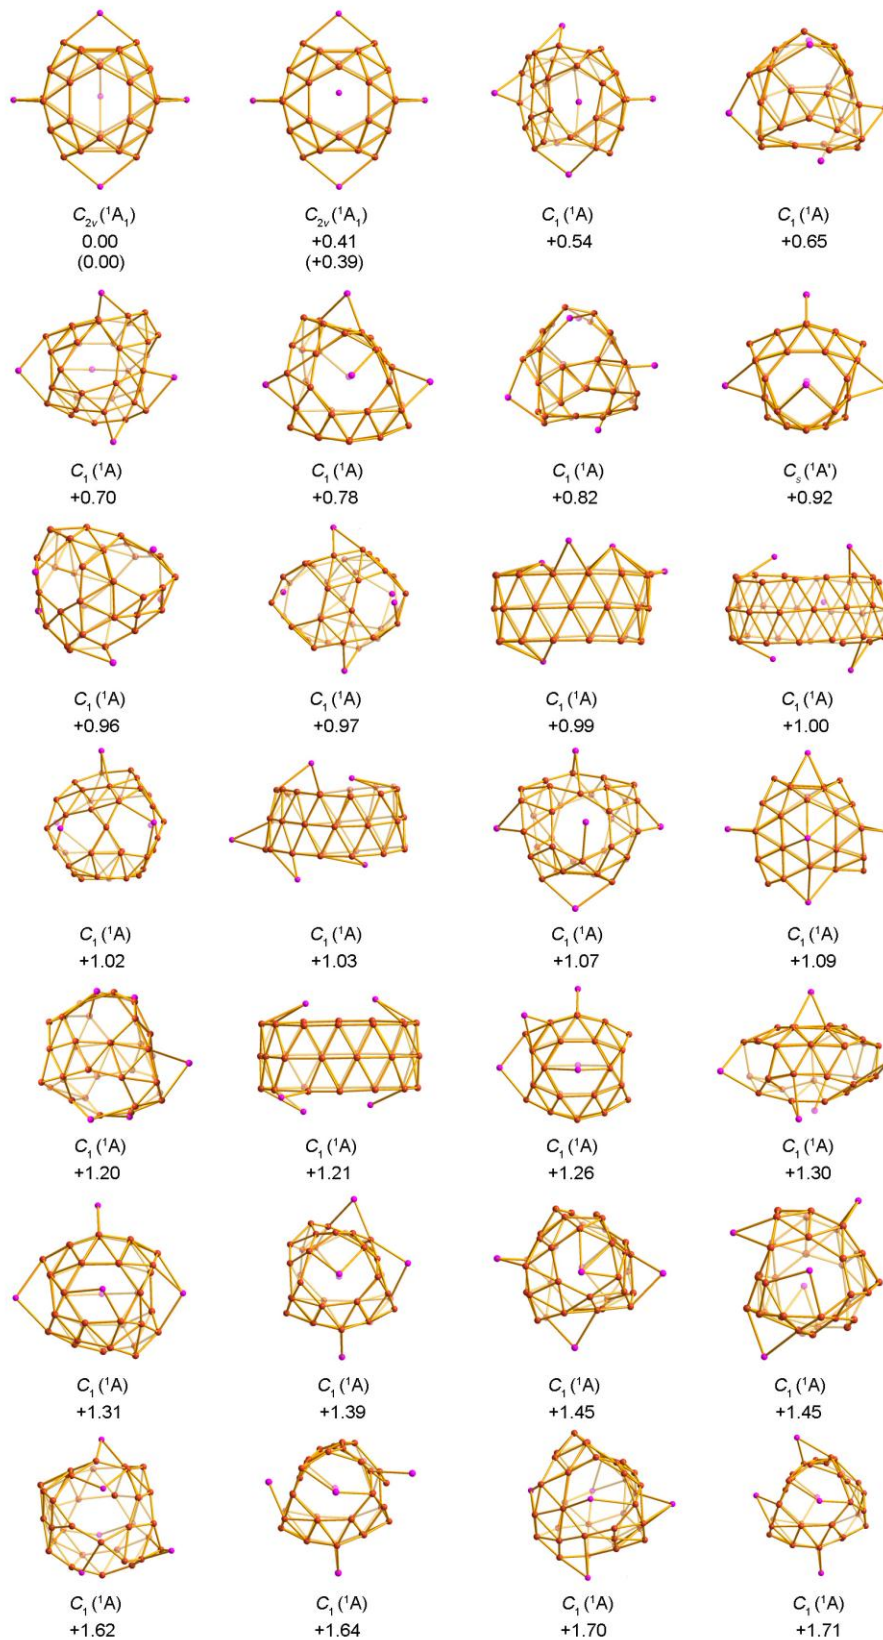 C₂ᵥ (¹A₁) C₂ᵥ (¹A₁) C₁ (¹A) C₁ (¹A)
0.00 +0.41 +0.54 +0.65
(0.00) (+0.39)
C₁ (¹A) C₁ (¹A) C₁ (¹A) Cₛ (¹A')
+0.70 +0.78 +0.82 +0.92
C₁ (¹A) C₁ (¹A) C₁ (¹A) C₁ (¹A)
+0.96 +0.97 +0.99 +1.00
C₁ (¹A) C₁ (¹A) C₁ (¹A) C₁ (¹A)
+1.02 +1.03 +1.07 +1.09
C₁ (¹A) C₁ (¹A) C₁ (¹A) C₁ (¹A)
+1.20 +1.21 +1.26 +1.30
C₁ (¹A) C₁ (¹A) C₁ (¹A) C₁ (¹A)
+1.31 +1.39 +1.45 +1.45
C₁ (¹A) C₁ (¹A) C₁ (¹A) C₁ (¹A)
+1.62 +1.64 +1.70 +1.71